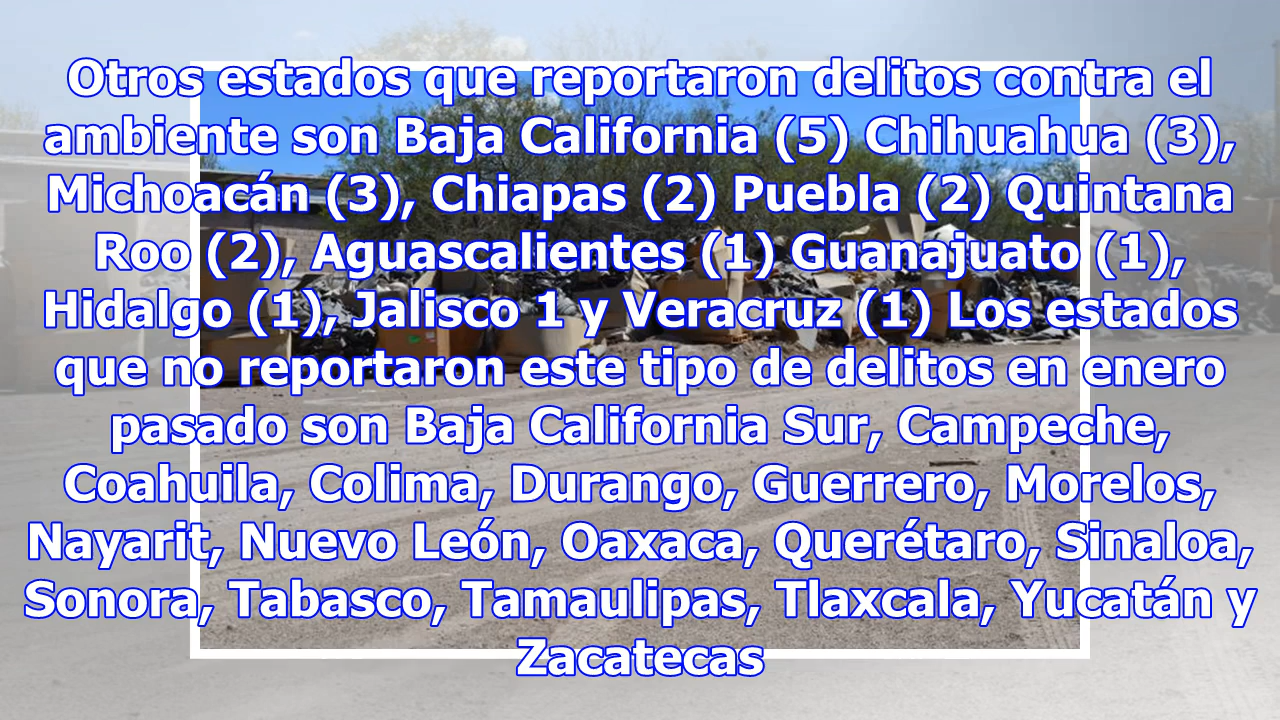 Otros estados que reportaron delitos contra el
ambiente son Baja California (5) Chihuahua (3),
Michoacán (3), Chiapas (2) Puebla (2) Quintana
Roo (2), Aguascalientes (1) Guanajuato (1),
Hidalgo (1), Jalisco 1 y Veracruz (1) Los estados
que no reportaron este tipo de delitos en enero
pasado son Baja California Sur, Campeche,
Coahuila, Colima, Durango, Guerrero, Morelos,
Nayarit, Nuevo León, Oaxaca, Querétaro, Sinaloa,
Sonora, Tabasco, Tamaulipas, Tlaxcala, Yucatán y
Zacatecas